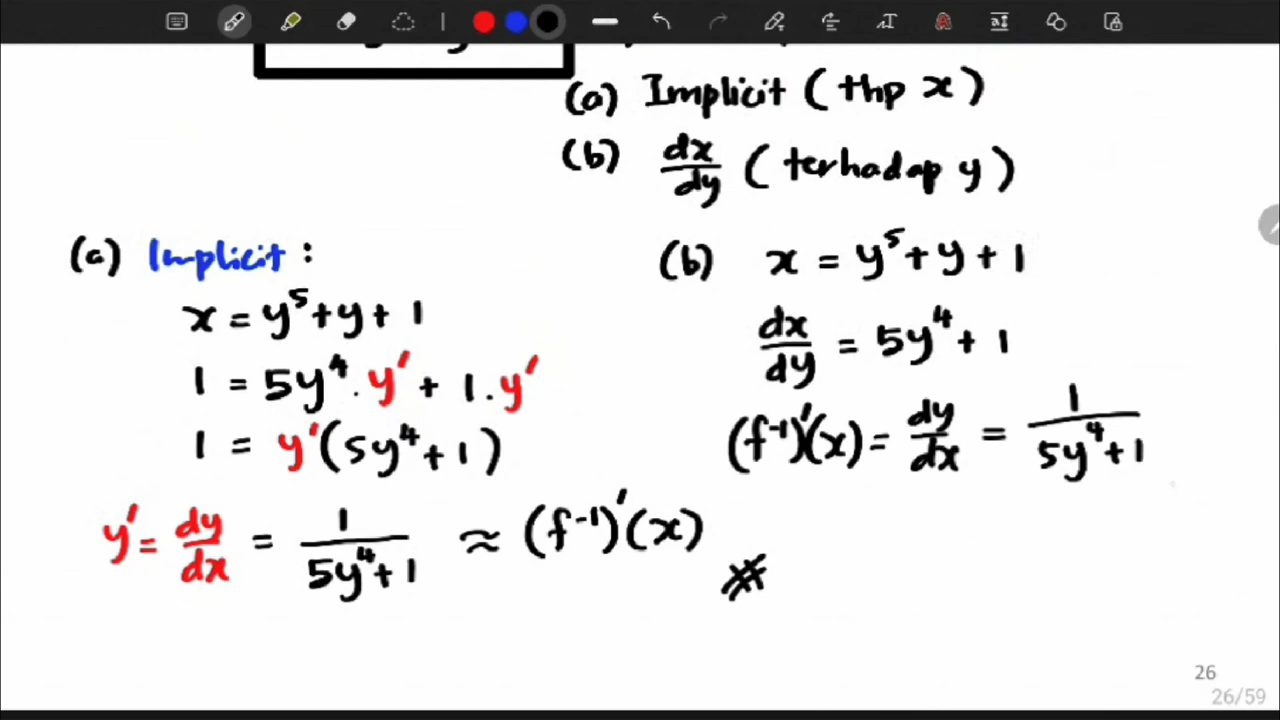 (a) Implicit (thp x)
(b) dx/dy (terhadap y)
(a) Implicit :
x = y⁵ + y + 1
1 = 5y⁴ . y' + 1 . y'
1 = y' (5y⁴ + 1)
y' = dy/dx = 1/(5y⁴ + 1) ≈ (f⁻¹)'(x)
(b) x = y⁵ + y + 1
dx/dy = 5y⁴ + 1
(f⁻¹)'(x) = dy/dx = 1/(5y⁴ + 1)
26
26/59